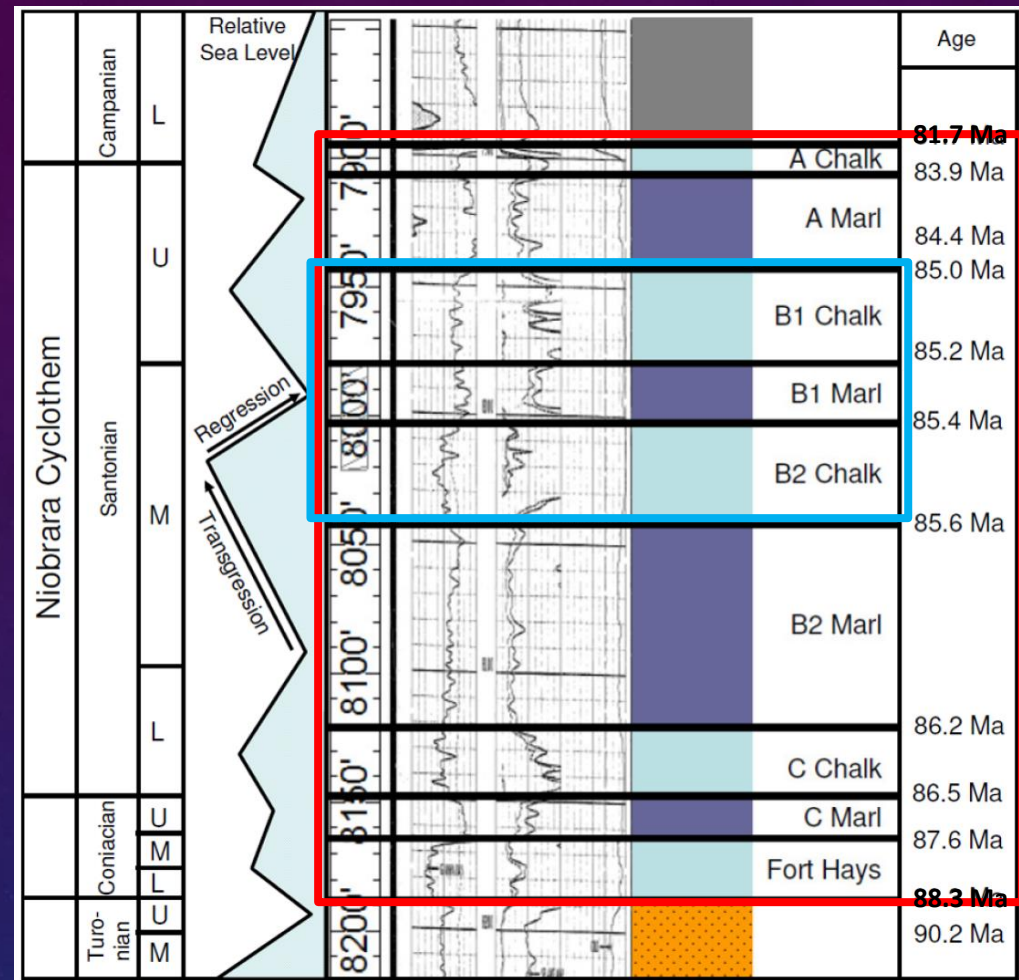 Relative
Sea Level
Age
Campanian
L
81.7 Ma
A Chalk
83.9 Ma
7900'
A Marl
84.4 Ma
U
85.0 Ma
7950'
B1 Chalk
85.2 Ma
Niobrara Cyclothem
Santonian
Regression
B1 Marl
8000'
85.4 Ma
M
B2 Chalk
Transgression
85.6 Ma
8050'
B2 Marl
8100'
86.2 Ma
L
C Chalk
86.5 Ma
8150'
Coniacian
U
C Marl
M
87.6 Ma
L
Fort Hays
88.3 Ma
Turo-
nian
U
8200'
90.2 Ma
M